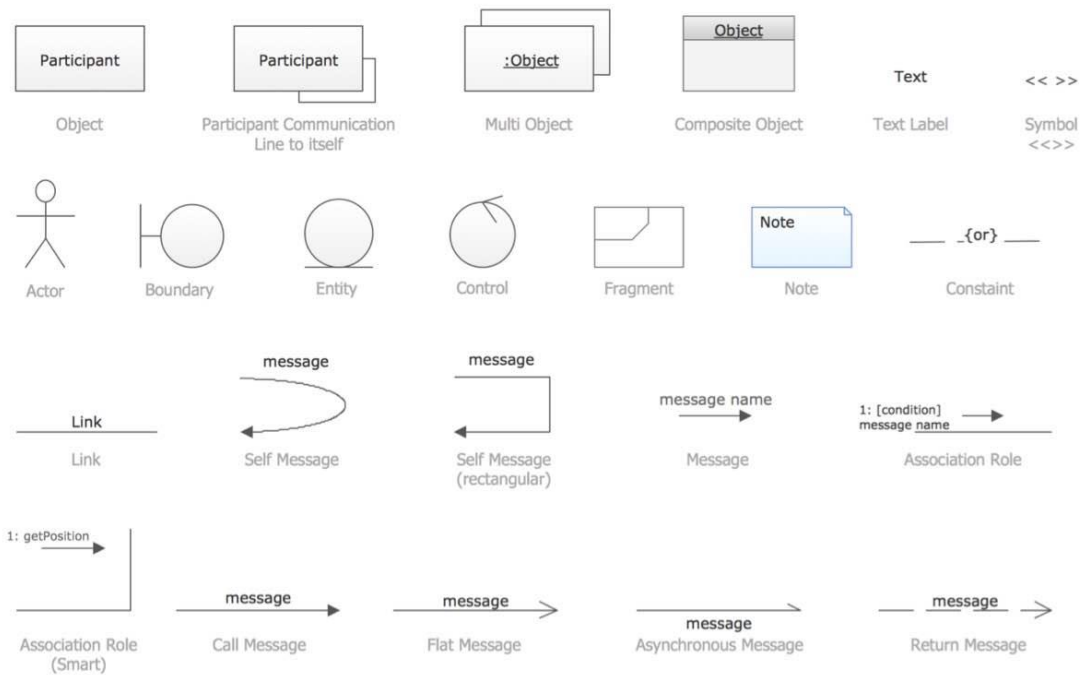 Participant
Participant
:Object
Object
Text
<< >>
Object
Participant Communication
Line to itself
Multi Object
Composite Object
Text Label
Symbol
<<>>
Note
{or}
Actor
Boundary
Entity
Control
Fragment
Note
Constaint
message
message
message name
1: [condition]
message name
Link
Link
Self Message
Self Message
(rectangular)
Message
Association Role
1: getPosition
message
message
message
message
Association Role
(Smart)
Call Message
Flat Message
Asynchronous Message
Return Message